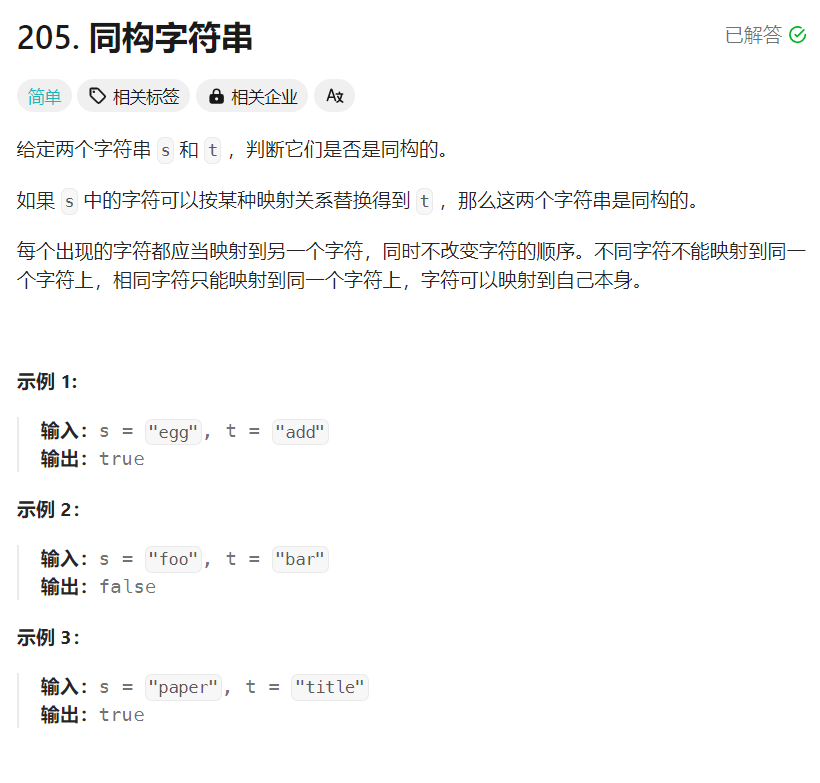 205. 同构字符串
已解答
简单 相关标签 相关企业
给定两个字符串 s 和 t ，判断它们是否是同构的。
如果 s 中的字符可以按某种映射关系替换得到 t ，那么这两个字符串是同构的。
每个出现的字符都应当映射到另一个字符，同时不改变字符的顺序。不同字符不能映射到同一
个字符上，相同字符只能映射到同一个字符上，字符可以映射到自己本身。
示例 1:
输入：s = "egg", t = "add"
输出：true
示例 2：
输入：s = "foo", t = "bar"
输出：false
示例 3：
输入：s = "paper", t = "title"
输出：true